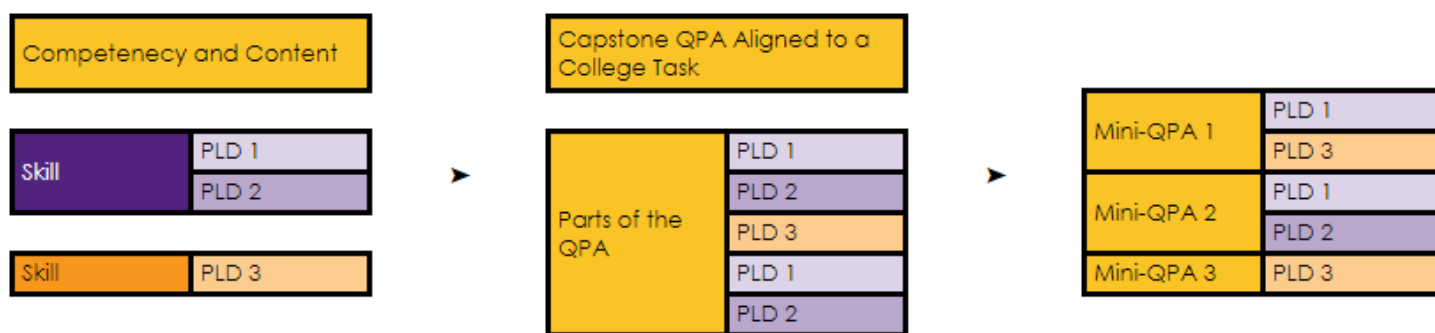 Competenecy and Content
Skill
PLD 1
PLD 2
Skill
PLD 3
➤
Capstone QPA Aligned to a
College Task
Parts of the
QPA
PLD 1
PLD 2
PLD 3
PLD 1
PLD 2
➤
Mini-QPA 1
PLD 1
PLD 3
Mini-QPA 2
PLD 1
PLD 2
Mini-QPA 3
PLD 3